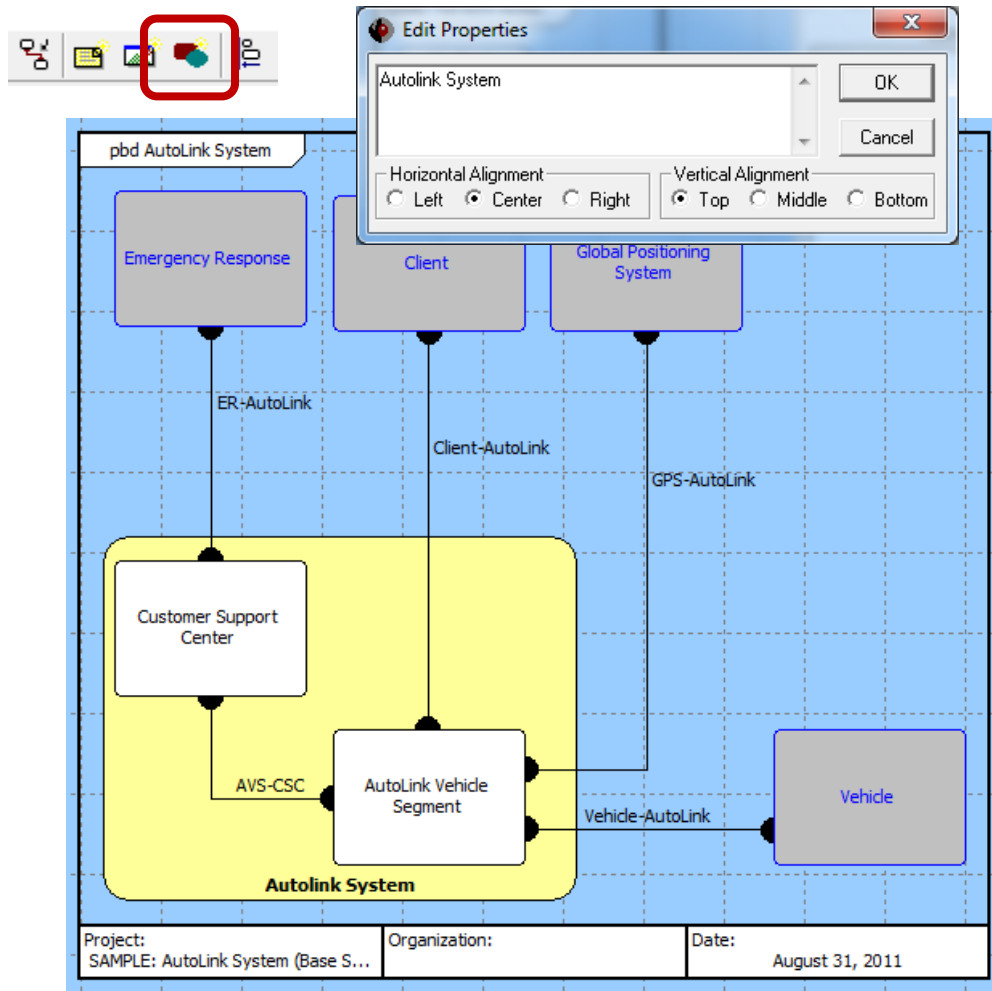 Edit Properties
Autolink System
OK
Cancel
Horizontal Alignment
Left Center Right
Vertical Alignment
Top Middle Bottom
pbd AutoLink System
Emergency Response
Client
Global Positioning
System
ER-AutoLink
Client-AutoLink
GPS-AutoLink
Customer Support
Center
AVS-CSC
AutoLink Vehicle
Segment
Vehicle-AutoLink
Vehicle
Autolink System
Project:
SAMPLE: AutoLink System (Base S...
Organization:
Date:
August 31, 2011